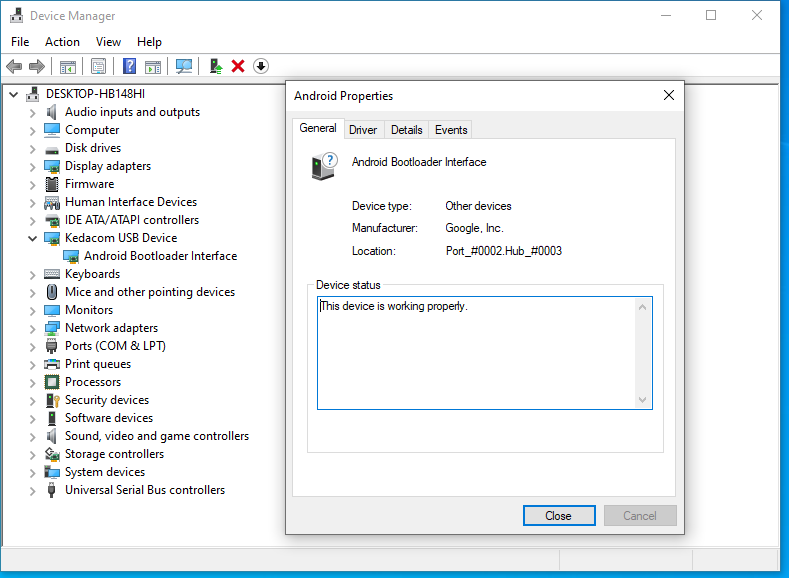 Device Manager
File Action View Help
DESKTOP-HB148HI
Audio inputs and outputs
Computer
Disk drives
Display adapters
Firmware
Human Interface Devices
IDE ATA/ATAPI controllers
Kedacom USB Device
Android Bootloader Interface
Keyboards
Mice and other pointing devices
Monitors
Network adapters
Ports (COM & LPT)
Print queues
Processors
Security devices
Software devices
Sound, video and game controllers
Storage controllers
System devices
Universal Serial Bus controllers
Android Properties
General Driver Details Events
Android Bootloader Interface
Device type: Other devices
Manufacturer: Google, Inc.
Location: Port_#0002.Hub_#0003
Device status
This device is working properly.
Close Cancel